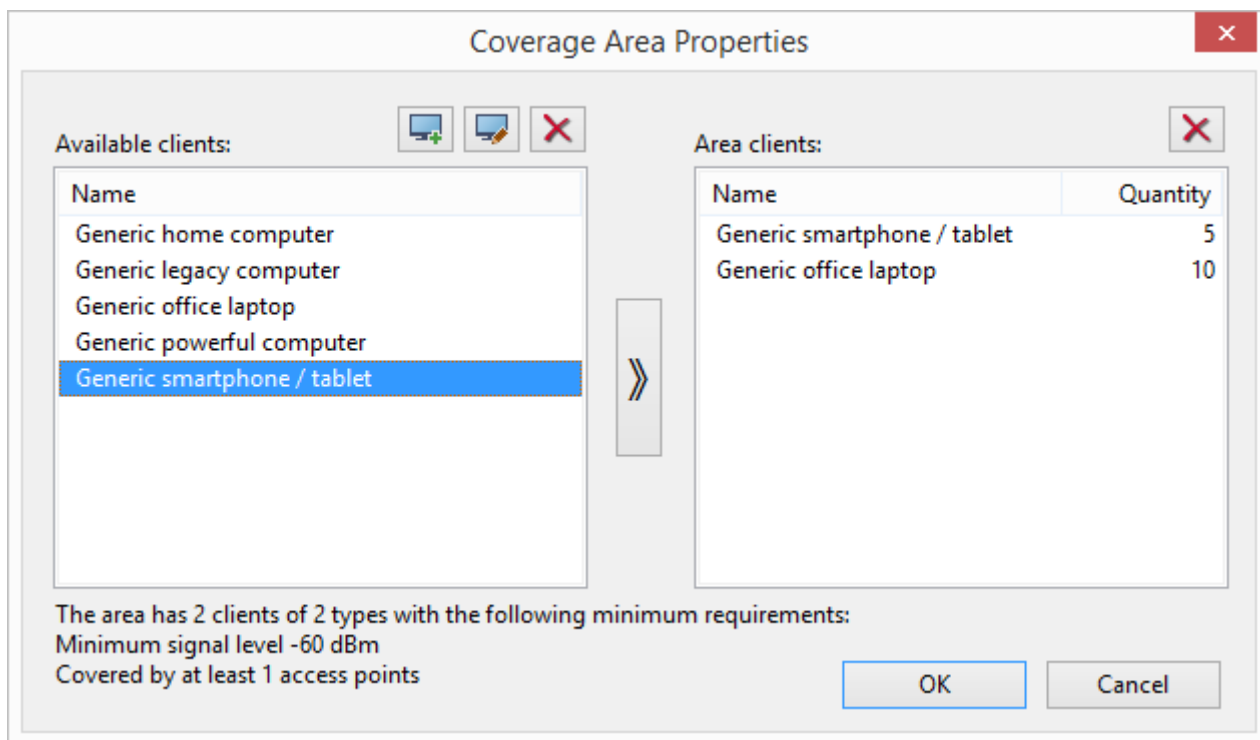 Coverage Area Properties
Available clients:
Area clients:
Name
Generic home computer
Generic legacy computer
Generic office laptop
Generic powerful computer
Generic smartphone / tablet
Name Quantity
Generic smartphone / tablet 5
Generic office laptop 10
The area has 2 clients of 2 types with the following minimum requirements:
Minimum signal level -60 dBm
Covered by at least 1 access points
OK
Cancel